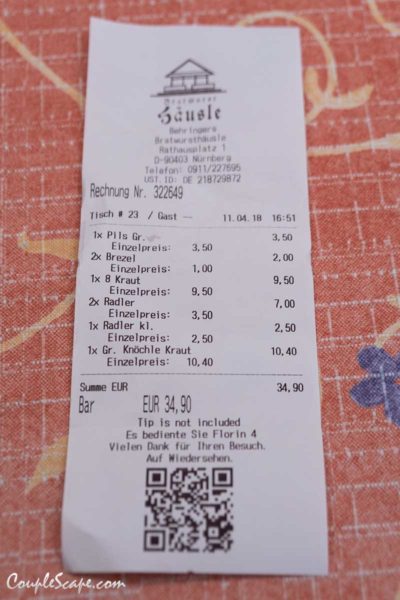 Bratwurst
Häusle
Behringers
Bratwursthäusle
Rathausplatz 1
D-90403 Nürnberg
Telefon: 0911/227695
UST.ID: DE 218729872
Rechnung Nr. 322649
Tisch # 23 / Gast -- 11.04.18 16:51
1x Pils Gr. 3,50
Einzelpreis: 3,50
2x Brezel 2,00
Einzelpreis: 1,00
1x 8 Kraut 9,50
Einzelpreis: 9,50
2x Radler 7,00
Einzelpreis: 3,50
1x Radler kl. 2,50
Einzelpreis: 2,50
1x Gr. Knöchle Kraut 10,40
Einzelpreis: 10,40
Summe EUR 34,90
Bar EUR 34,90
Tip is not included
Es bediente Sie Florin 4
Vielen Dank für Ihren Besuch.
Auf Wiedersehen.
CoupleScape.com